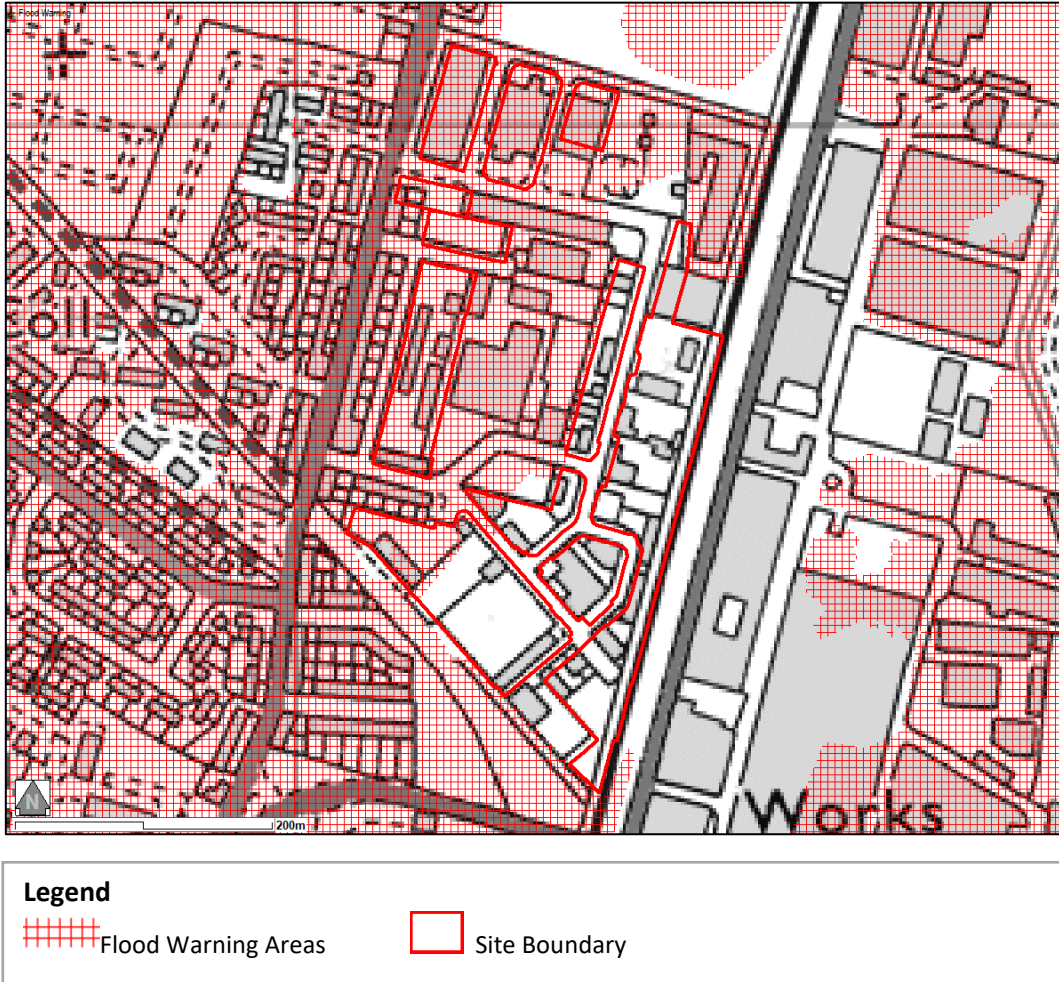 Flood Warning
N
200m
Works
Legend
Flood Warning Areas
Site Boundary